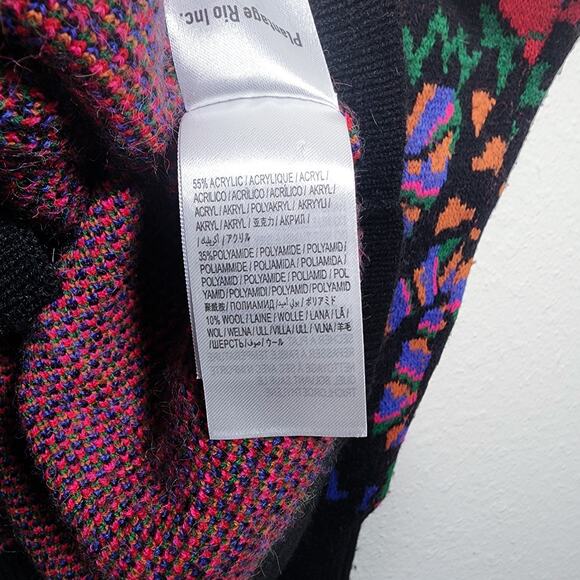 Plantage Rio Inc.
55% ACRYLIC / ACRYLIQUE / ACRYL /
ACRILICO / ACRÍLICO / ACRÍLICO / AKRYL /
ACRYL / AKRYL / POLYAKRYL / AKRYYLI /
AKRYL / AKRYL / 亚克力 / АКРИЛ /
/ أكريليك / アクリル
35%POLYAMIDE / POLYAMIDE / POLYAMID /
POLIAMMIDE / POLIAMIDA / POLIAMIDA /
POLYAMID / POLYAMIDE / POLIAMID / POL
YAMID / POLYAMIDI / POLYAMID / POLYAMID /
聚酰胺 / ПОЛИАМИД / بولي أميد / ポリアミド
10% WOOL / LAINE / WOLLE / LANA / LÃ /
WOL / WEŁNA / ULL / VILLA / ULL / VLNA / 羊毛
/ ШЕРСТЬ / صوف / ウール